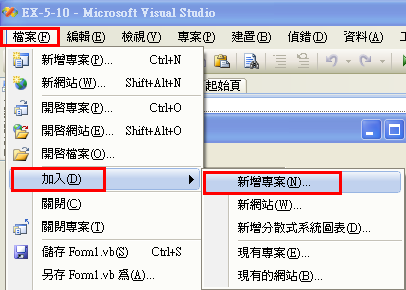 EX-5-10 - Microsoft Visual Studio
檔案(F) 編輯(E) 檢視(V) 專案(P) 建置(B) 偵錯(D) 資料(A)
新增專案(P)... Ctrl+N
新網站(W)... Shift+Alt+N
起始頁
開啟專案(P)... Ctrl+O
開啟網站(E)... Shift+Alt+O
開啟檔案(O)...
加入(D)
新增專案(N)...
關閉(C)
新網站(W)...
關閉專案(T)
新增分散式系統圖表(D)...
儲存 Form1.vb(S) Ctrl+S
現有專案(E)...
另存 Form1.vb 為(A)...
現有的網站(B)...